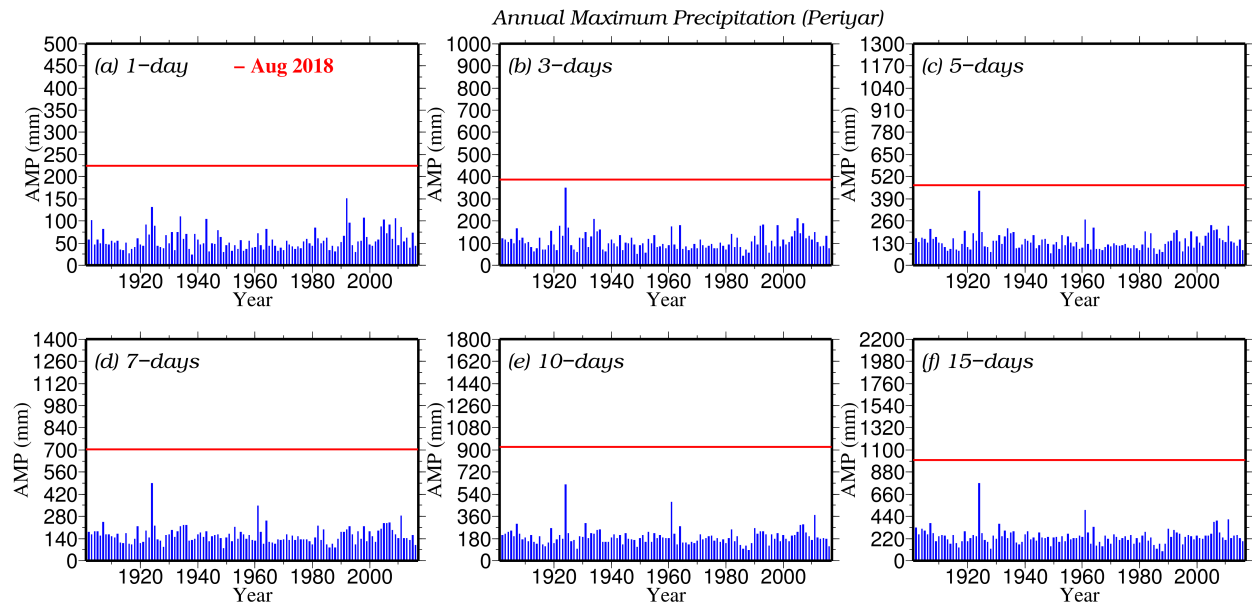 Annual Maximum Precipitation (Periyar)
(a) 1−day
− Aug 2018
AMP (mm)
500
450
400
350
300
250
200
150
100
50
0
1920 1940 1960 1980 2000
Year
(b) 3−days
AMP (mm)
1000
900
800
700
600
500
400
300
200
100
0
1920 1940 1960 1980 2000
Year
(c) 5−days
AMP (mm)
1300
1170
1040
910
780
650
520
390
260
130
0
1920 1940 1960 1980 2000
Year
(d) 7−days
AMP (mm)
1400
1260
1120
980
840
700
560
420
280
140
0
1920 1940 1960 1980 2000
Year
(e) 10−days
AMP (mm)
1800
1620
1440
1260
1080
900
720
540
360
180
0
1920 1940 1960 1980 2000
Year
(f) 15−days
AMP (mm)
2200
1980
1760
1540
1320
1100
880
660
440
220
0
1920 1940 1960 1980 2000
Year